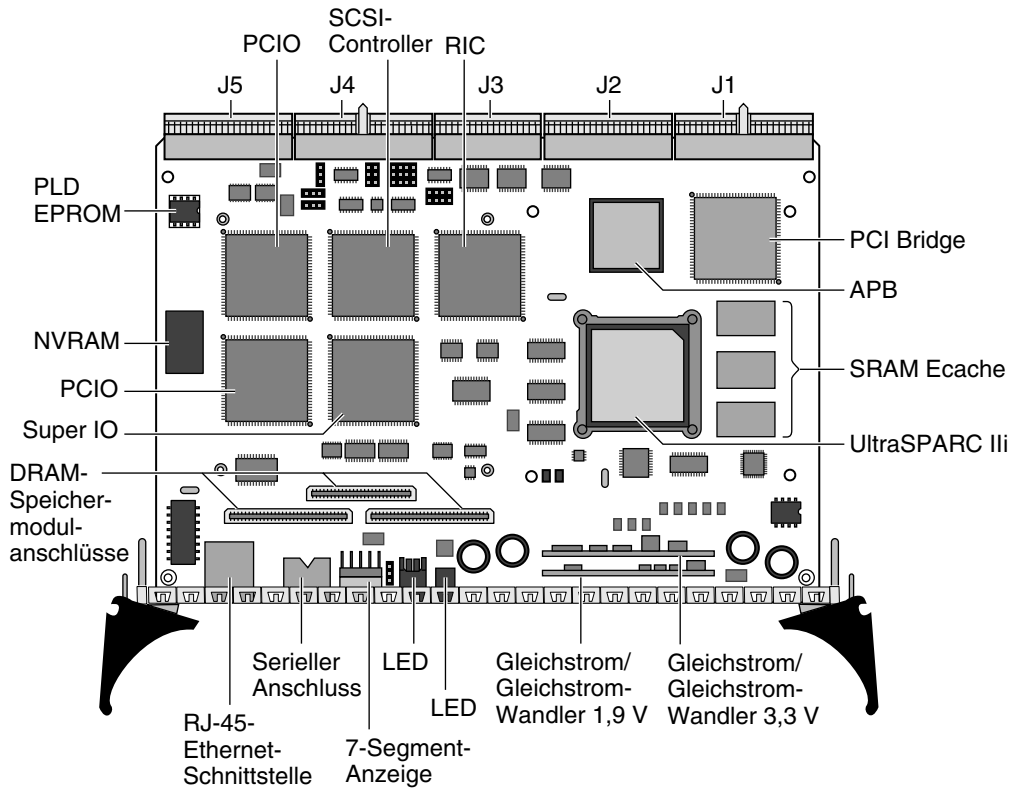 SCSI-
Controller
PCIO
RIC
J5
J4
J3
J2
J1
PLD
EPROM
PCI Bridge
APB
NVRAM
SRAM Ecache
PCIO
Super IO
UltraSPARC IIi
DRAM-
Speicher-
modul-
anschlüsse
Serieller
Anschluss
LED
LED
Gleichstrom/
Gleichstrom-
Wandler 1,9 V
Gleichstrom/
Gleichstrom-
Wandler 3,3 V
RJ-45-
Ethernet-
Schnittstelle
7-Segment-
Anzeige